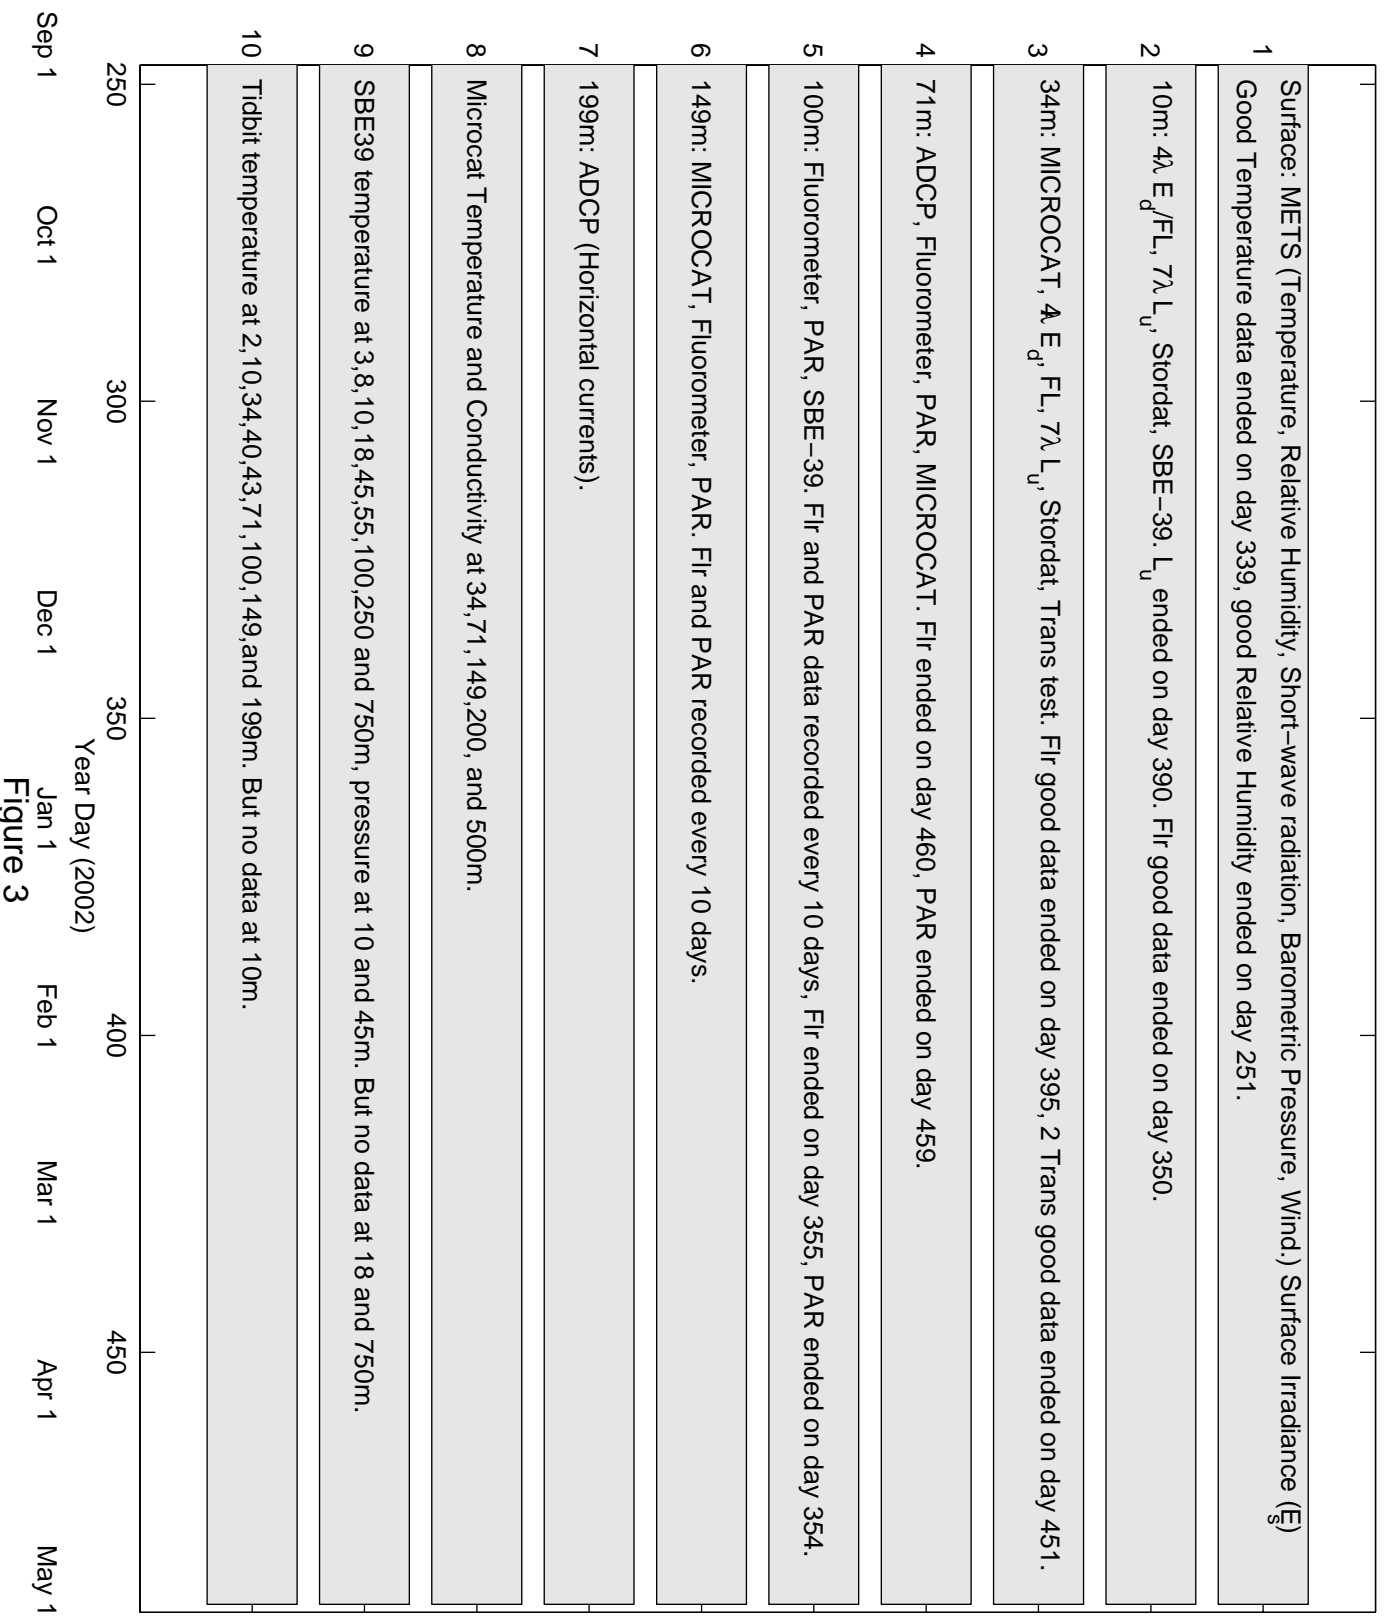 1
Surface: METS (Temperature, Relative Humidity, Short−wave radiation, Barometric Pressure, Wind.) Surface Irradiance (E_s)
Good Temperature data ended on day 339, good Relative Humidity ended on day 251.
2
10m: 4λ E_d/FL, 7λ L_u, Stordat, SBE−39. L_u ended on day 390. Flr good data ended on day 350.
3
34m: MICROCAT, 4λ E_d, FL, 7λ L_u, Stordat, Trans test. Flr good data ended on day 395, 2 Trans good data ended on day 451.
4
71m: ADCP, Fluorometer, PAR, MICROCAT. Flr ended on day 460, PAR ended on day 459.
5
100m: Fluorometer, PAR, SBE−39. Flr and PAR data recorded every 10 days, Flr ended on day 355, PAR ended on day 354.
6
149m: MICROCAT, Fluorometer, PAR. Flr and PAR recorded every 10 days.
7
199m: ADCP (Horizontal currents).
8
Microcat Temperature and Conductivity at 34,71,149,200, and 500m.
9
SBE39 temperature at 3,8,10,18,45,55,100,250 and 750m, pressure at 10 and 45m. But no data at 18 and 750m.
10
Tidbit temperature at 2,10,34,40,43,71,100,149,and 199m. But no data at 10m.
250 300 350 400 450
Year Day (2002)
Sep 1 Oct 1 Nov 1 Dec 1 Jan 1 Feb 1 Mar 1 Apr 1 May 1
Figure 3